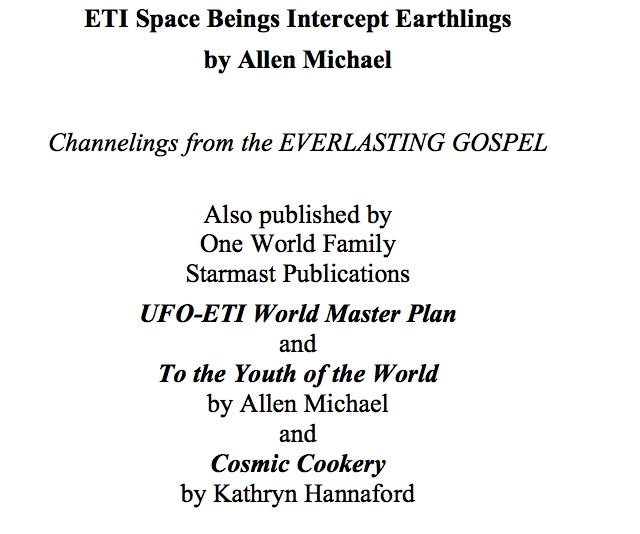 ETI Space Beings Intercept Earthlings
by Allen Michael
Channelings from the EVERLASTING GOSPEL
Also published by
One World Family
Starmast Publications
UFO-ETI World Master Plan
and
To the Youth of the World
by Allen Michael
and
Cosmic Cookery
by Kathryn Hannaford